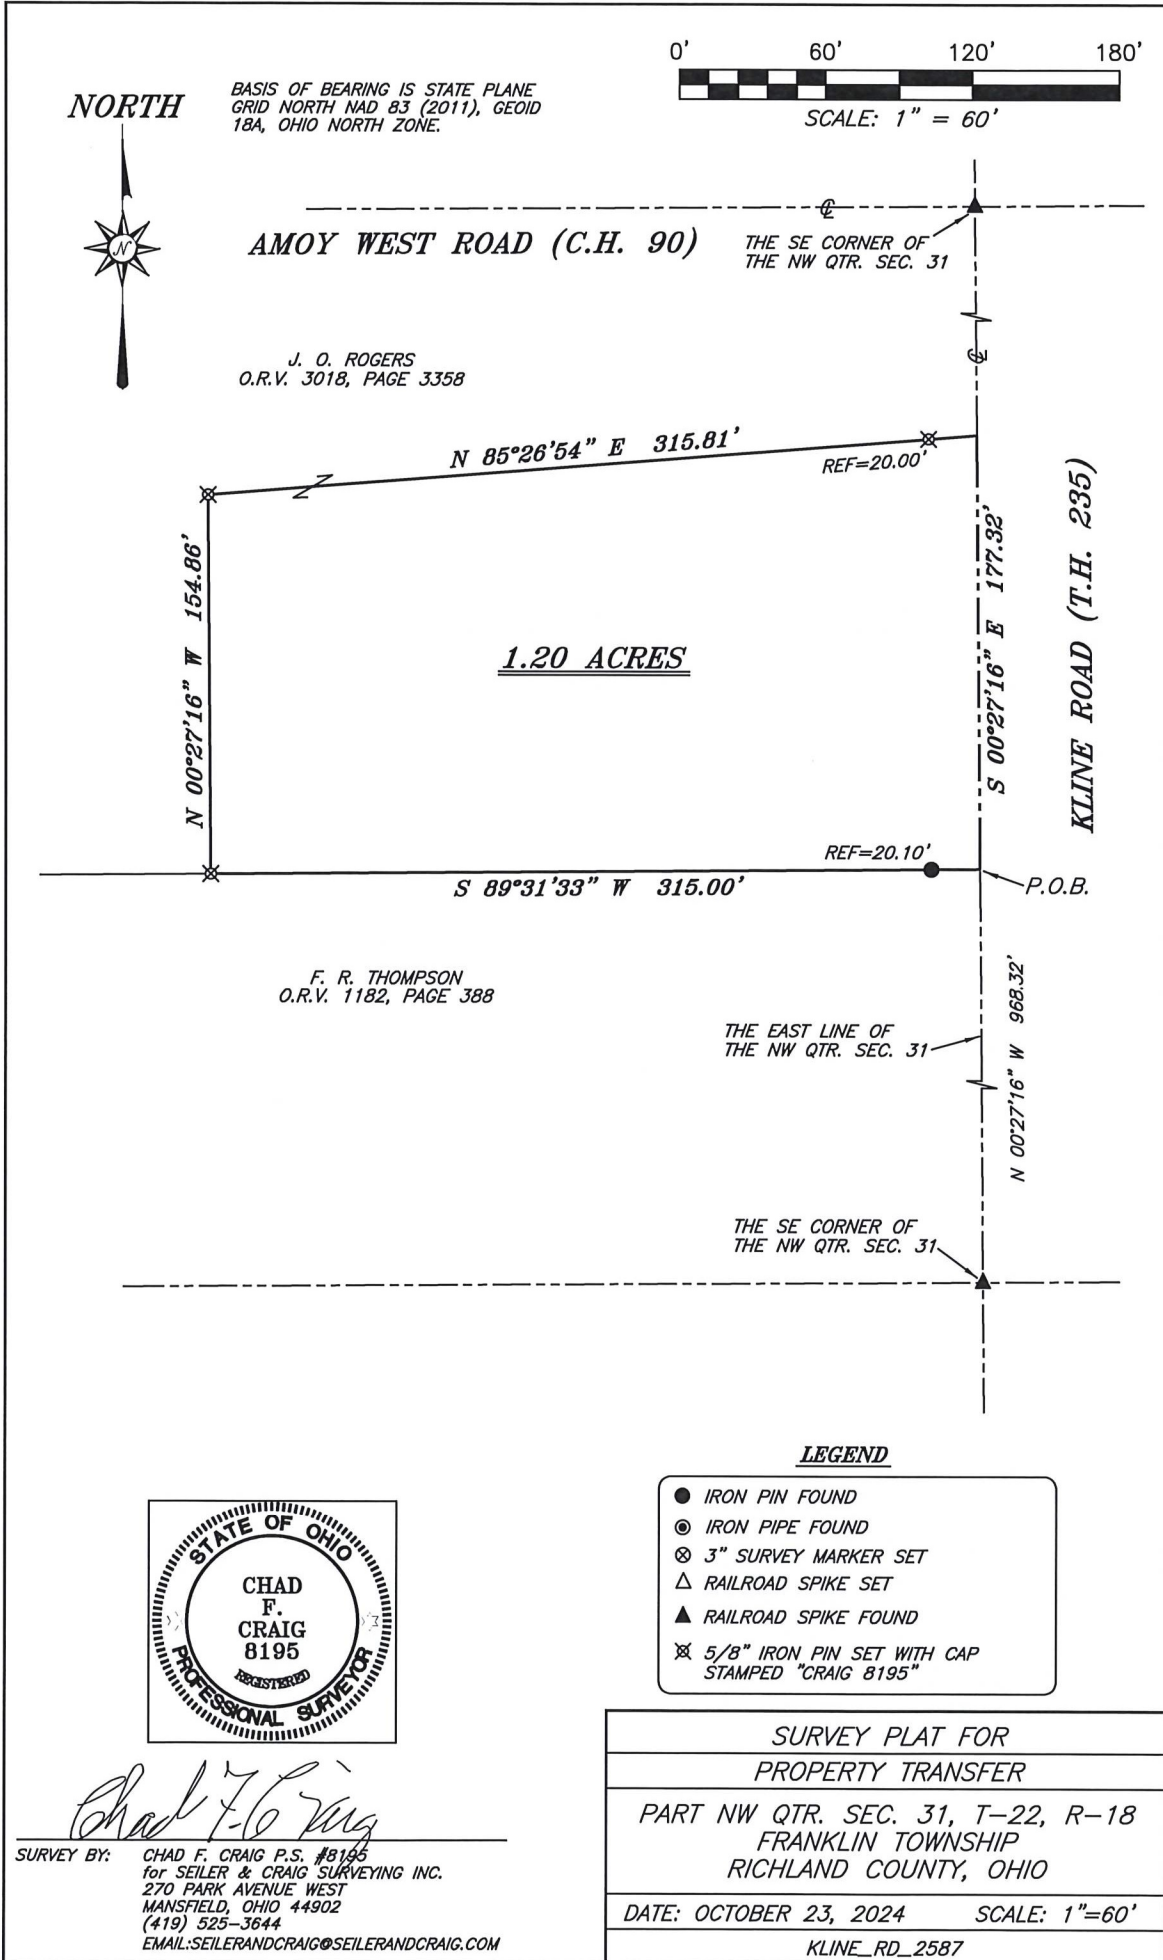 0' 60' 120' 180'
SCALE: 1" = 60'
NORTH
BASIS OF BEARING IS STATE PLANE
GRID NORTH NAD 83 (2011), GEOID
18A, OHIO NORTH ZONE.
N
℄
AMOY WEST ROAD (C.H. 90)
THE SE CORNER OF
THE NW QTR. SEC. 31
℄
J. O. ROGERS
O.R.V. 3018, PAGE 3358
N 85°26'54" E 315.81'
REF=20.00'
N 00°27'16" W 154.86'
1.20 ACRES
S 00°27'16" E 177.32'
KLINE ROAD (T.H. 235)
REF=20.10'
S 89°31'33" W 315.00'
P.O.B.
F. R. THOMPSON
O.R.V. 1182, PAGE 388
THE EAST LINE OF
THE NW QTR. SEC. 31
N 00°27'16" W 968.32'
THE SE CORNER OF
THE NW QTR. SEC. 31
LEGEND
IRON PIN FOUND
IRON PIPE FOUND
3" SURVEY MARKER SET
RAILROAD SPIKE SET
RAILROAD SPIKE FOUND
5/8" IRON PIN SET WITH CAP
STAMPED "CRAIG 8195"
STATE OF OHIO
CHAD
F.
CRAIG
8195
REGISTERED
PROFESSIONAL SURVEYOR
Chad F. Craig
SURVEY BY: CHAD F. CRAIG P.S. #8195
for SEILER & CRAIG SURVEYING INC.
270 PARK AVENUE WEST
MANSFIELD, OHIO 44902
(419) 525-3644
EMAIL:SEILERANDCRAIG@SEILERANDCRAIG.COM
SURVEY PLAT FOR
PROPERTY TRANSFER
PART NW QTR. SEC. 31, T-22, R-18
FRANKLIN TOWNSHIP
RICHLAND COUNTY, OHIO
DATE: OCTOBER 23, 2024 SCALE: 1"=60'
KLINE_RD_2587